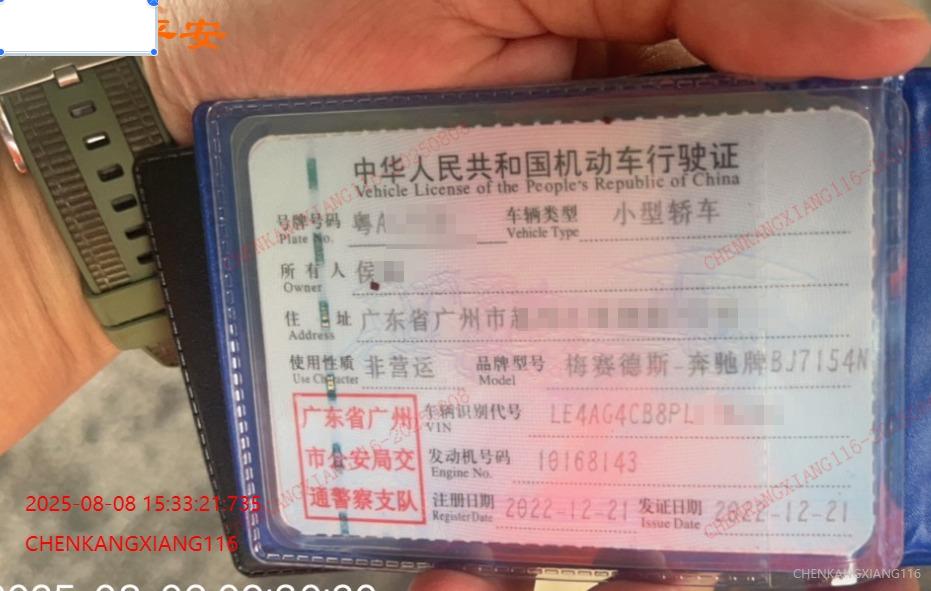 平安
中华人民共和国机动车行驶证
Vehicle License of the People's Republic of China
号牌号码 粤A 车辆类型 小型轿车
Plate No. Vehicle Type
所有人 侯
Owner
住址 广东省广州市
Address
使用性质 非营运 品牌型号 梅赛德斯-奔驰牌BJ7154N
Use Character Model
广东省广州 车辆识别代号 LE4AG4CB8PL
VIN
市公安局交 发动机号码 10168143
Engine No.
通警察支队 注册日期 2022-12-21 发证日期 2022-12-21
Register Date Issue Date
2025-08-08 15:33:21:735
CHENKANGXIANG116
CHENKANGXIANG116